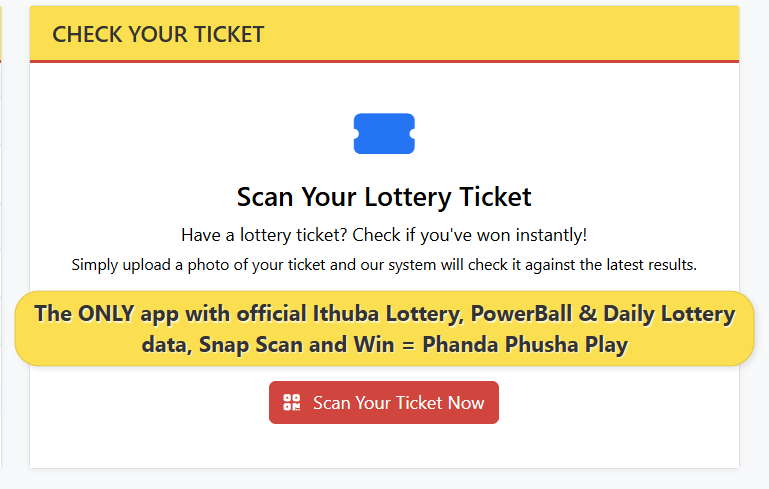 CHECK YOUR TICKET
Scan Your Lottery Ticket
Have a lottery ticket? Check if you've won instantly!
Simply upload a photo of your ticket and our system will check it against the latest results.
The ONLY app with official Ithuba Lottery, PowerBall & Daily Lottery
data, Snap Scan and Win = Phanda Phusha Play
Scan Your Ticket Now